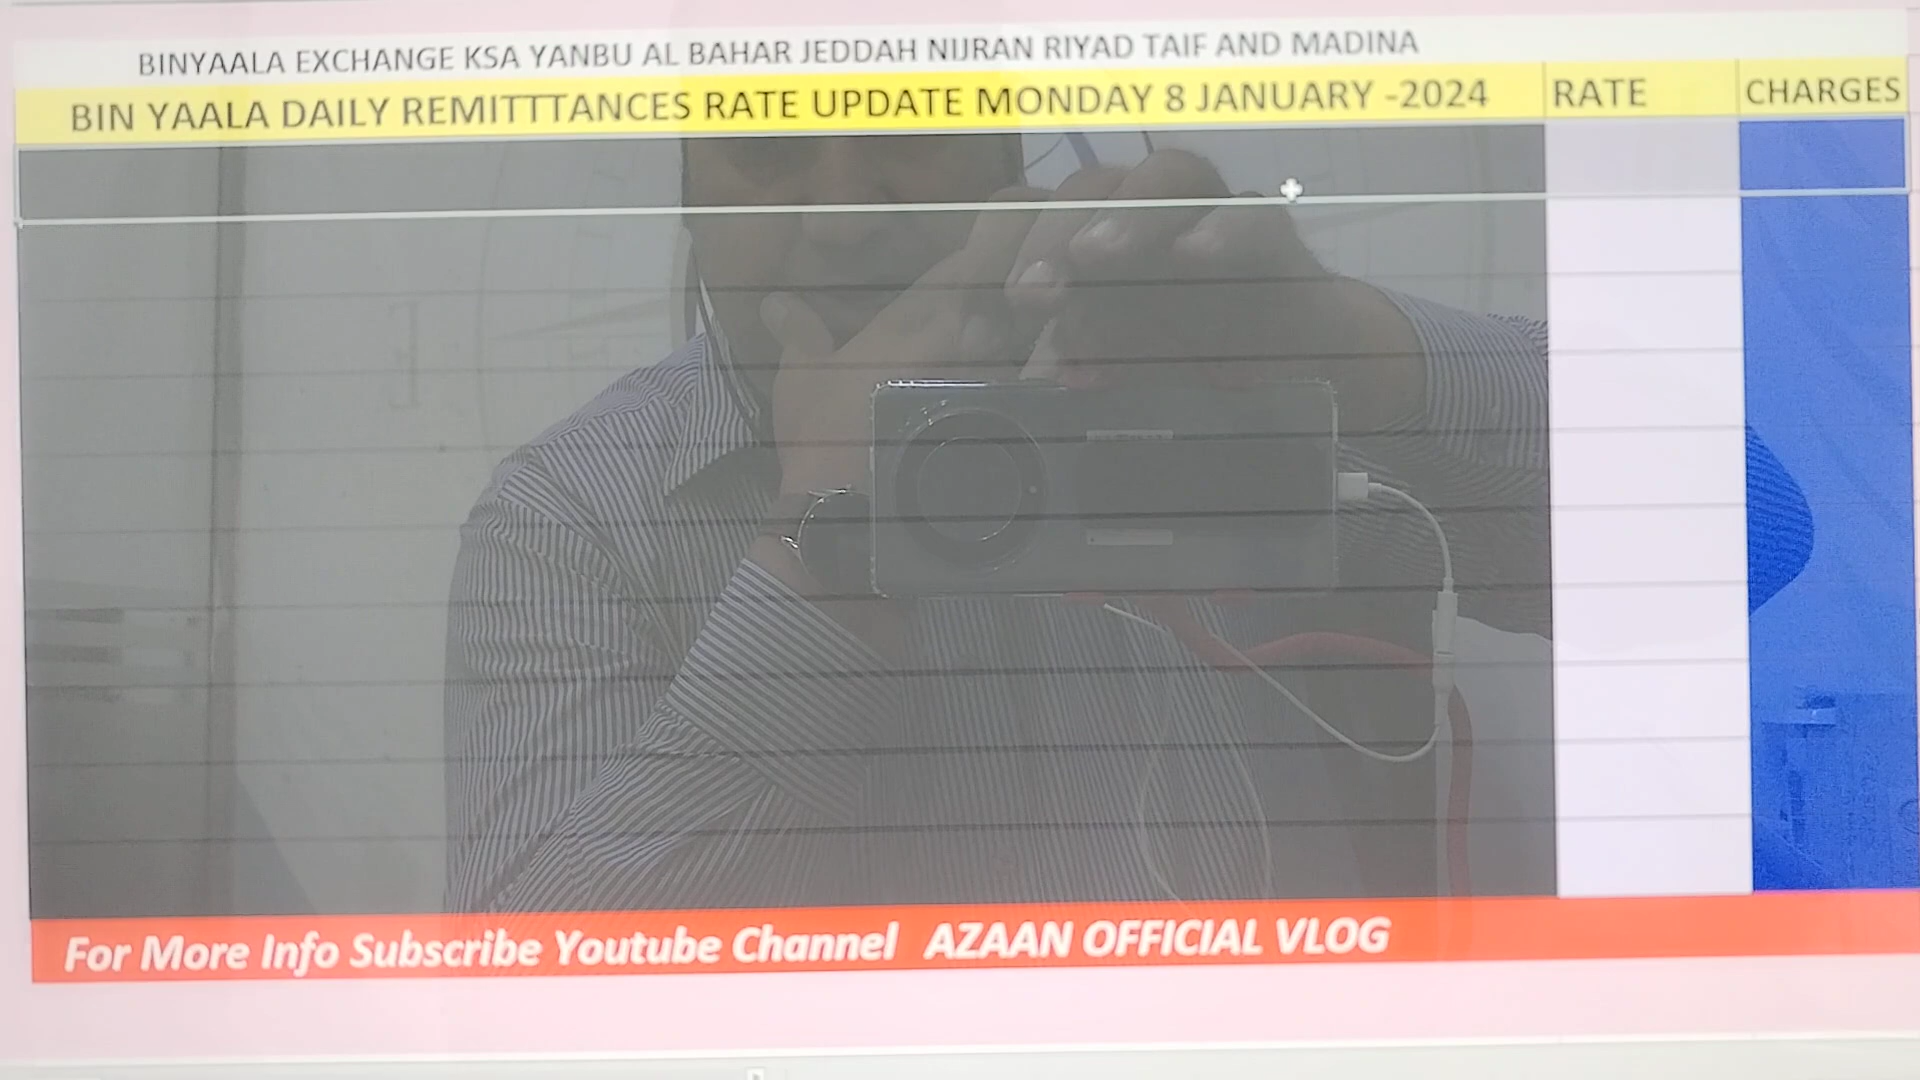 BINYAALA EXCHANGE KSA YANBU AL BAHAR JEDDAH NIJRAN RIYAD TAIF AND MADINA
BIN YAALA DAILY REMITTTANCES RATE UPDATE MONDAY 8 JANUARY -2024 RATE CHARGES
For More Info Subscribe Youtube Channel AZAAN OFFICIAL VLOG